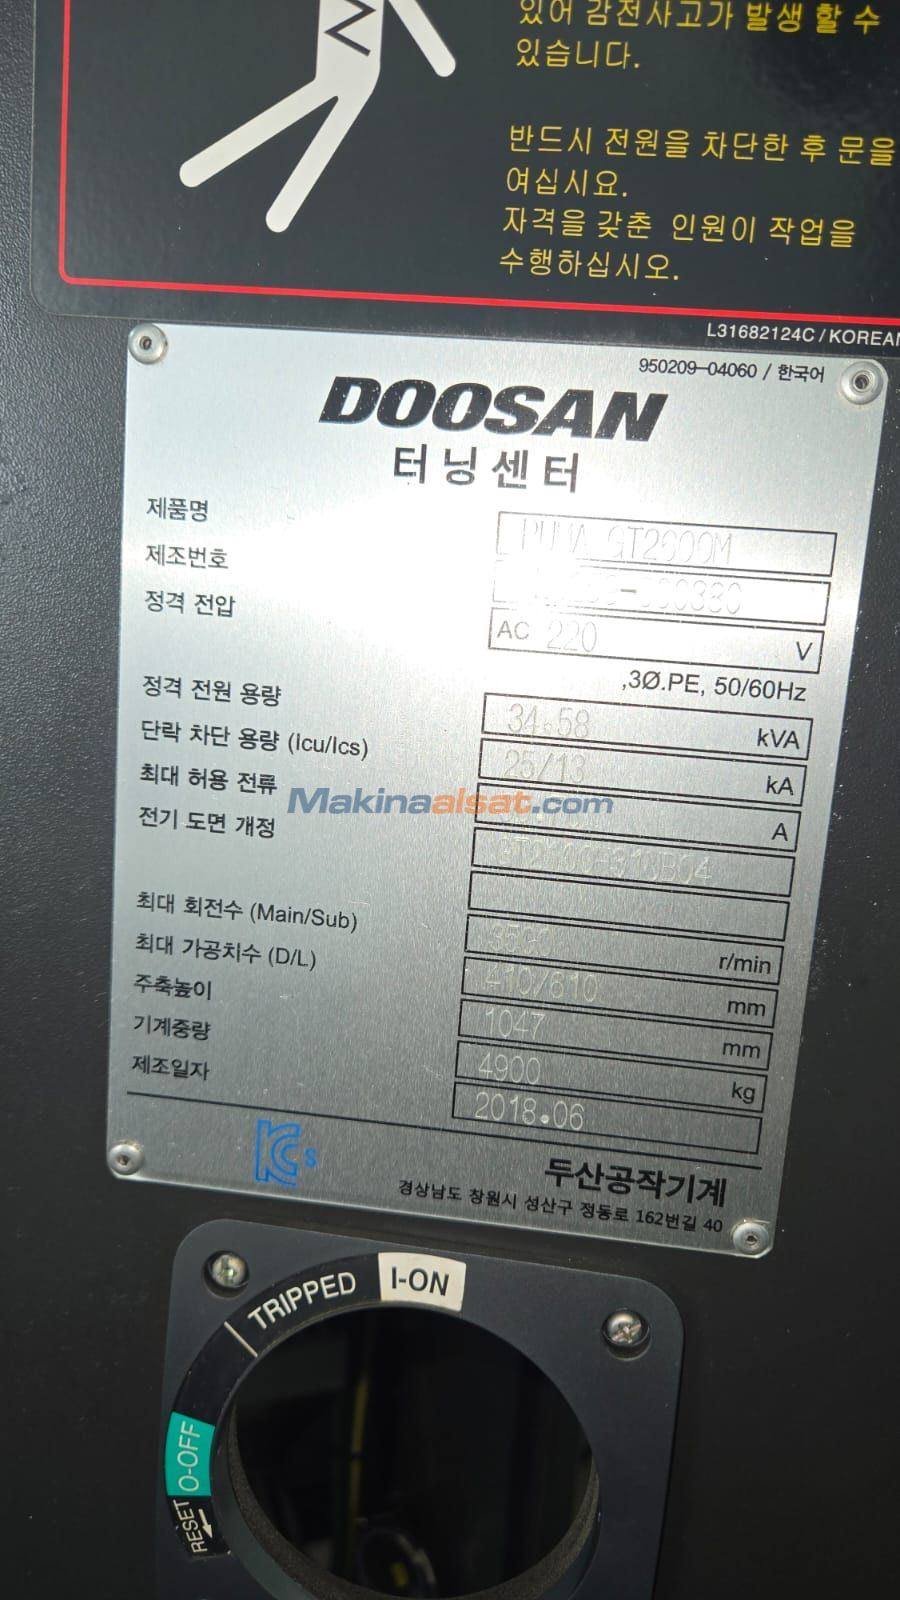 있어 감전사고가 발생 할 수
있습니다.
반드시 전원을 차단한 후 문을
여십시요.
자격을 갖춘 인원이 작업을
수행하십시오.
L31682124C / KOREAN
950209-04060 / 한국어
DOOSAN
터닝센터
제품명 PUMA GT2600M
제조번호
정격 전압 AC 220 V
,3Ø.PE, 50/60Hz
정격 전원 용량 34.58 kVA
단락 차단 용량 (Icu/Ics) 25/13 kA
최대 허용 전류 A
전기 도면 개정
최대 회전수 (Main/Sub) r/min
최대 가공치수 (D/L) 410/610 mm
주축높이 1047 mm
기계중량 4900 kg
제조일자 2018.06
Makinaalsat.com
KCs
두산공작기계
경상남도 창원시 성산구 정동로 162번길 40
TRIPPED
I-ON
O-OFF
RESET